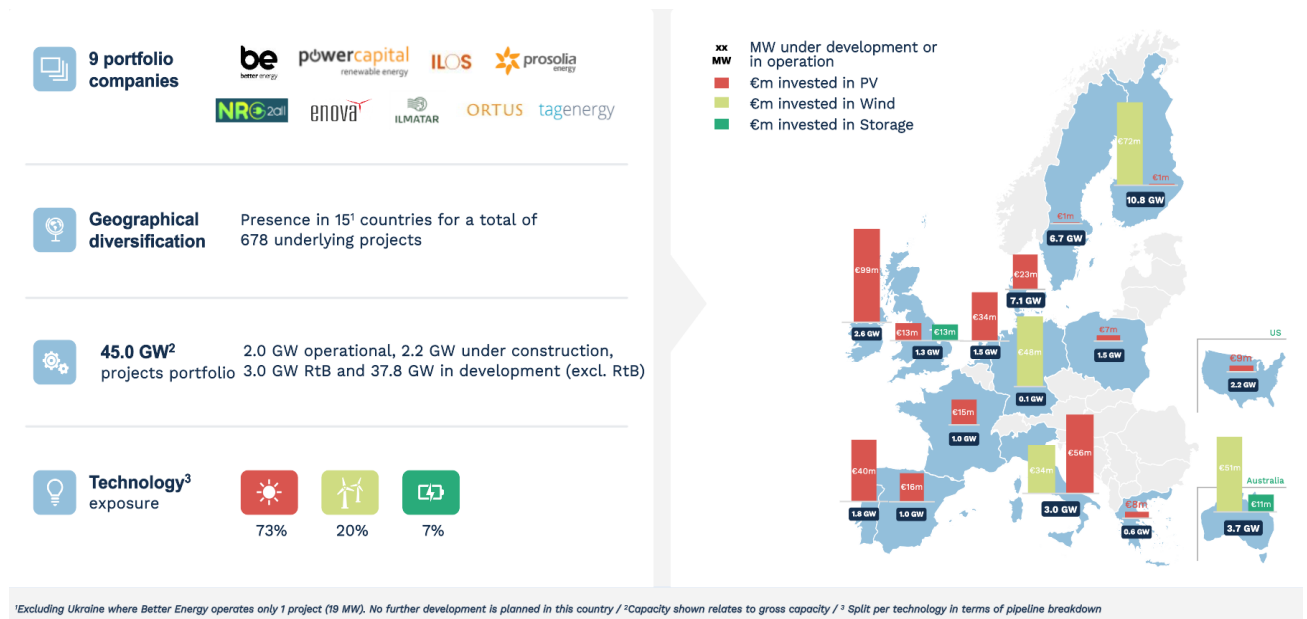 9 portfolio
companies
be
better energy
powercapital
renewable energy
ILOS
prosolia
energy
NRG2all
enova
ILMATAR
ORTUS
tagenergy
Geographical
diversification
Presence in 15¹ countries for a total of
678 underlying projects
45.0 GW²
projects portfolio
2.0 GW operational, 2.2 GW under construction,
3.0 GW RtB and 37.8 GW in development (excl. RtB)
Technology³
exposure
73%
20%
7%
xx
MW
MW under development or
in operation
€m invested in PV
€m invested in Wind
€m invested in Storage
€72m
€1m
10.8 GW
€1m
6.7 GW
€99m
2.6 GW
€13m
€13m
1.3 GW
€34m
1.5 GW
€23m
7.1 GW
€48m
0.1 GW
€7m
1.5 GW
€15m
1.0 GW
€40m
1.8 GW
€16m
1.0 GW
€34m
€56m
3.0 GW
€8m
0.6 GW
US
€9m
2.2 GW
Australia
€51m
€11m
3.7 GW
¹Excluding Ukraine where Better Energy operates only 1 project (19 MW). No further development is planned in this country / ²Capacity shown relates to gross capacity / ³ Split per technology in terms of pipeline breakdown